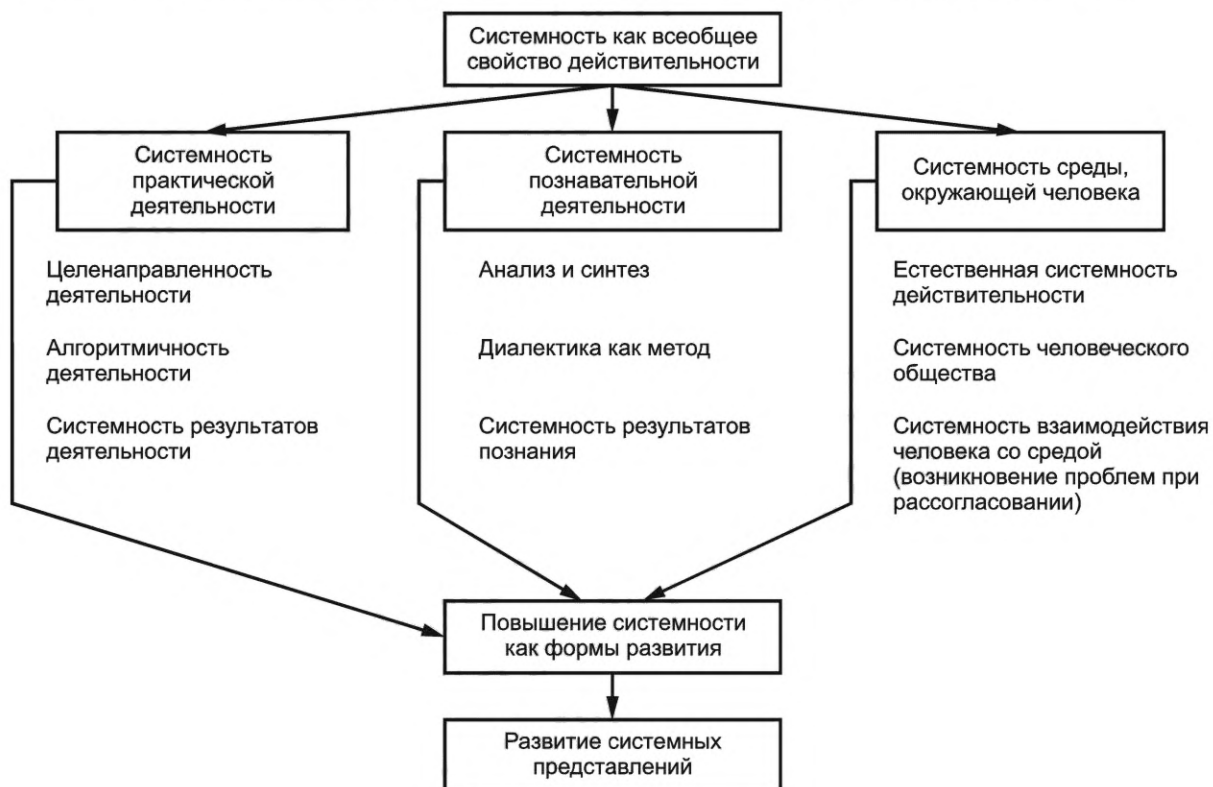 Системность как всеобщее
свойство действительности
Системность
практической
деятельности
Системность
познавательной
деятельности
Системность среды,
окружающей человека
Целенаправленность
деятельности
Алгоритмичность
деятельности
Системность результатов
деятельности
Анализ и синтез
Диалектика как метод
Системность результатов
познания
Естественная системность
действительности
Системность человеческого
общества
Системность взаимодействия
человека со средой
(возникновение проблем при
рассогласовании)
Повышение системности
как формы развития
Развитие системных
представлений